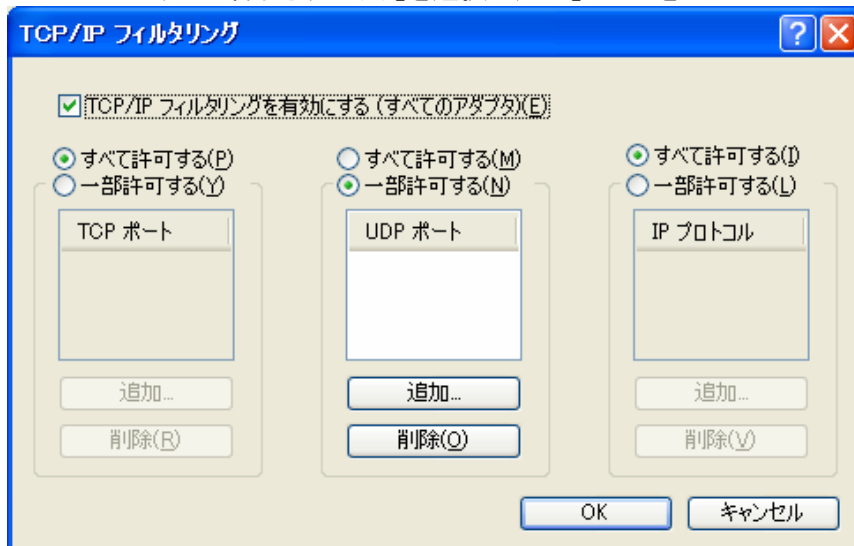 TCP/IP フィルタリング
TCP/IP フィルタリングを有効にする (すべてのアダプタ)(E)
すべて許可する(P)
一部許可する(Y)
TCP ポート
追加...
削除(R)
すべて許可する(M)
一部許可する(N)
UDP ポート
追加...
削除(O)
すべて許可する(I)
一部許可する(L)
IP プロトコル
追加...
削除(V)
OK
キャンセル